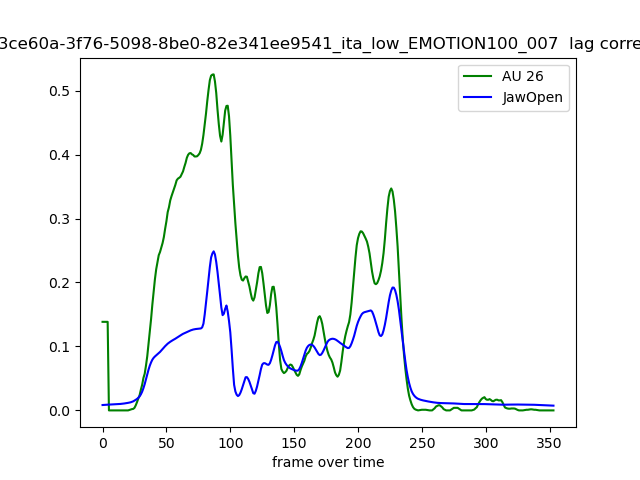 3ce60a-3f76-5098-8be0-82e341ee9541_ita_low_EMOTION100_007 lag corre
AU 26
JawOpen
0.5
0.4
0.3
0.2
0.1
0.0
0 50 100 150 200 250 300 350
frame over time